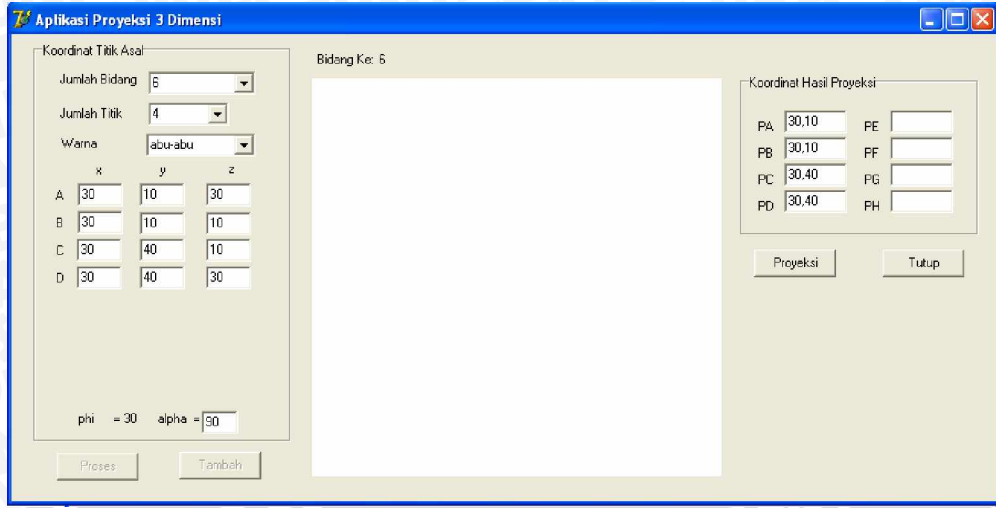 Aplikasi Proyeksi 3 Dimensi
Koordinat Titik Asal
Jumlah Bidang 6
Jumlah Titik 4
Warna abu-abu
x y z
A 30 10 30
B 30 10 10
C 30 40 10
D 30 40 30
phi = 30 alpha = 90
Proses Tambah
Bidang Ke: 6
Koordinat Hasil Proyeksi
PA 30,10 PE
PB 30,10 PF
PC 30,40 PG
PD 30,40 PH
Proyeksi Tutup